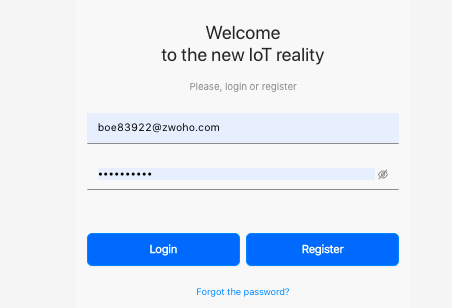 Welcome
to the new IoT reality
Please, login or register
boe83922@zwoho.com
••••••••••
Login Register
Forgot the password?